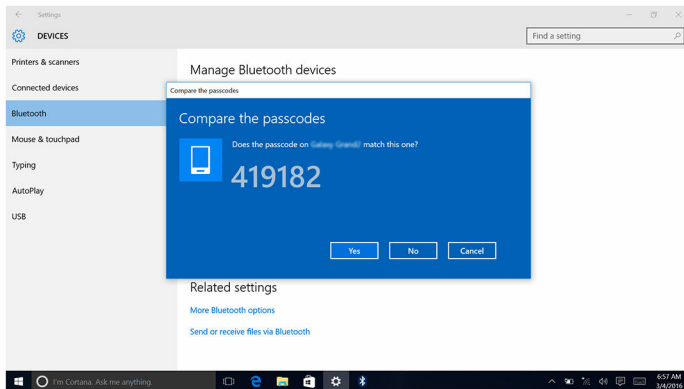 Settings
DEVICES
Find a setting
Printers & scanners
Connected devices
Bluetooth
Mouse & touchpad
Typing
AutoPlay
USB
Manage Bluetooth devices
Compare the passcodes
Compare the passcodes
Does the passcode on Galaxy Grand2 match this one?
419182
Yes No Cancel
Related settings
More Bluetooth options
Send or receive files via Bluetooth
I'm Cortana. Ask me anything.
6:57 AM
3/4/2016